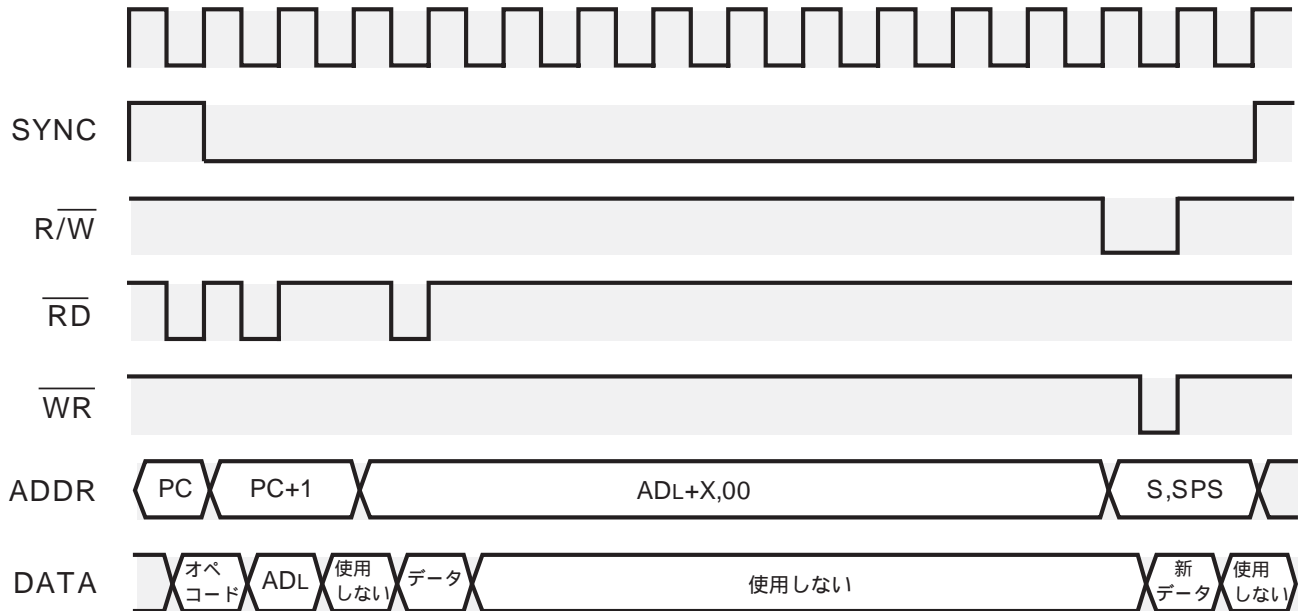 SYNC
R/W
RD
WR
ADDR
PC
PC+1
ADL+X,00
S,SPS
DATA
オペ
コード
ADL
使用
しない
データ
使用しない
新
データ
使用
しない